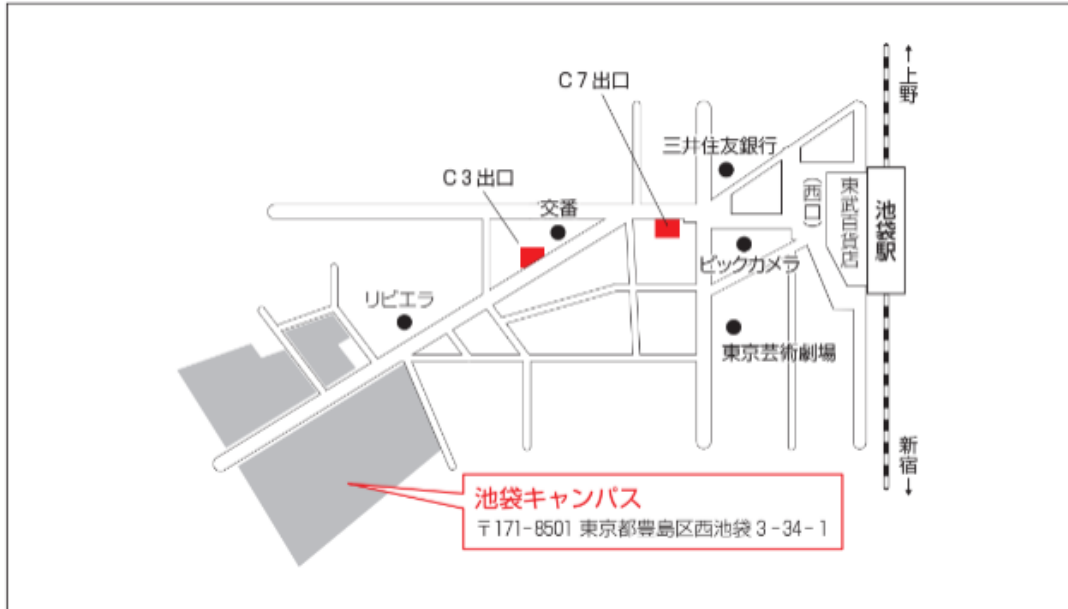 ↑上野
C7出口
三井住友銀行
C3出口
交番
(西口)
東武百貨店
池袋駅
ビックカメラ
リビエラ
東京芸術劇場
新宿↓
池袋キャンパス
〒171-8501 東京都豊島区西池袋3-34-1